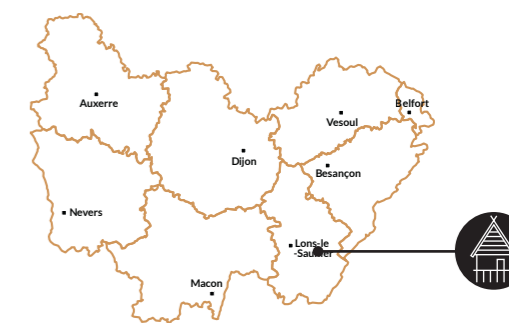 Auxerre
Belfort
Vesoul
Dijon
Besançon
Nevers
Lons-le
-Saunier
Macon